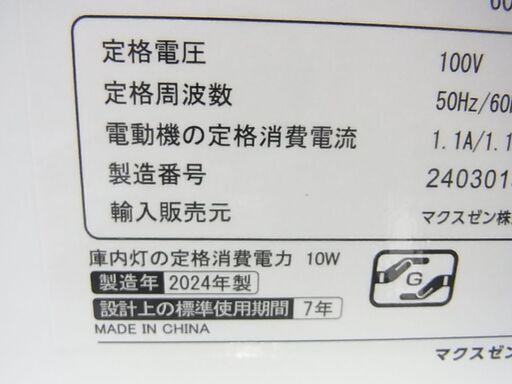 60
定格電圧 100V
定格周波数 50Hz/60H
電動機の定格消費電流 1.1A/1.1
製造番号 240301
輸入販売元 マクスゼン株
庫内灯の定格消費電力 10W
製造年 2024年製
G
設計上の標準使用期間 7年
MADE IN CHINA
マクスゼン